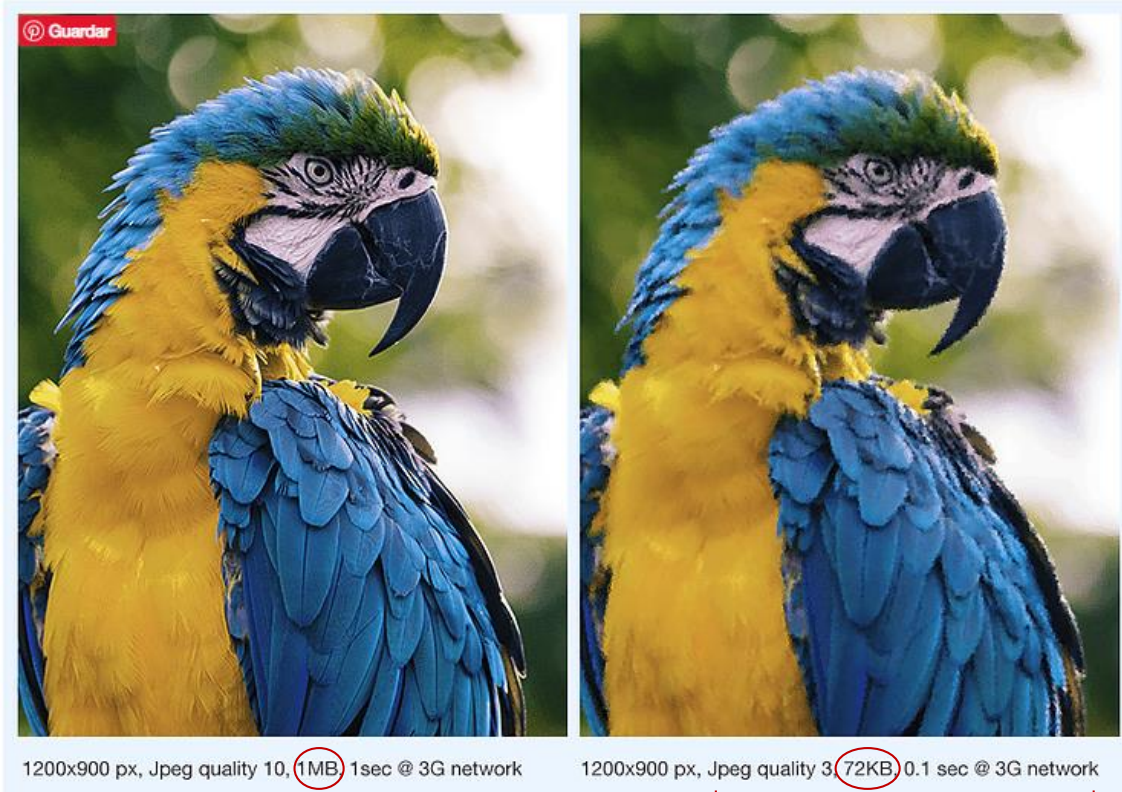 Guardar
1200x900 px, Jpeg quality 10, 1MB, 1sec @ 3G network
1200x900 px, Jpeg quality 3, 72KB, 0.1 sec @ 3G network